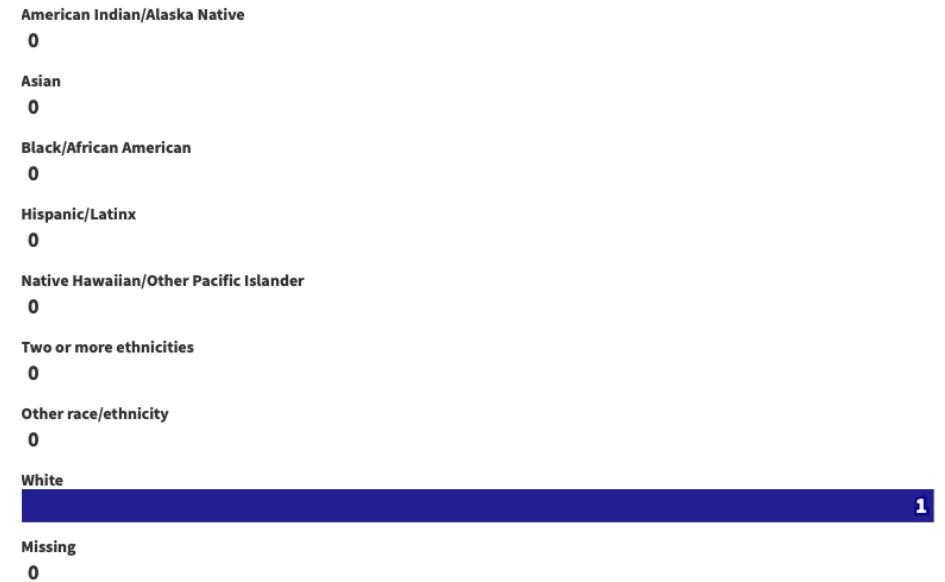 American Indian/Alaska Native
0
Asian
0
Black/African American
0
Hispanic/Latinx
0
Native Hawaiian/Other Pacific Islander
0
Two or more ethnicities
0
Other race/ethnicity
0
White
1
Missing
0